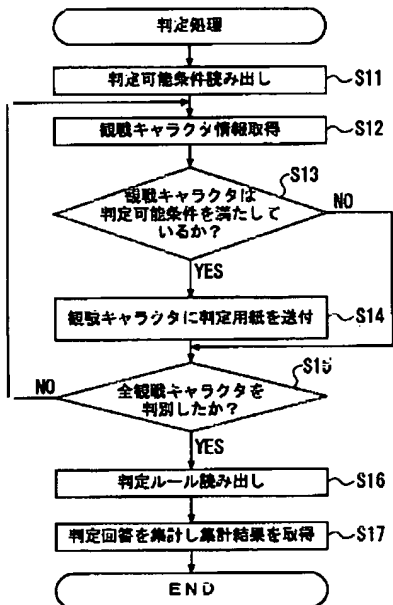 判定処理
判定可能条件読み出し
S11
観戦キャラクタ情報取得
S12
S13
観戦キャラクタは
判定可能条件を満たして
いるか？
NO
YES
観戦キャラクタに判定用紙を送付
S14
S15
全観戦キャラクタを
判別したか？
NO
YES
判定ルール読み出し
S16
判定回答を集計し集計結果を取得
S17
END